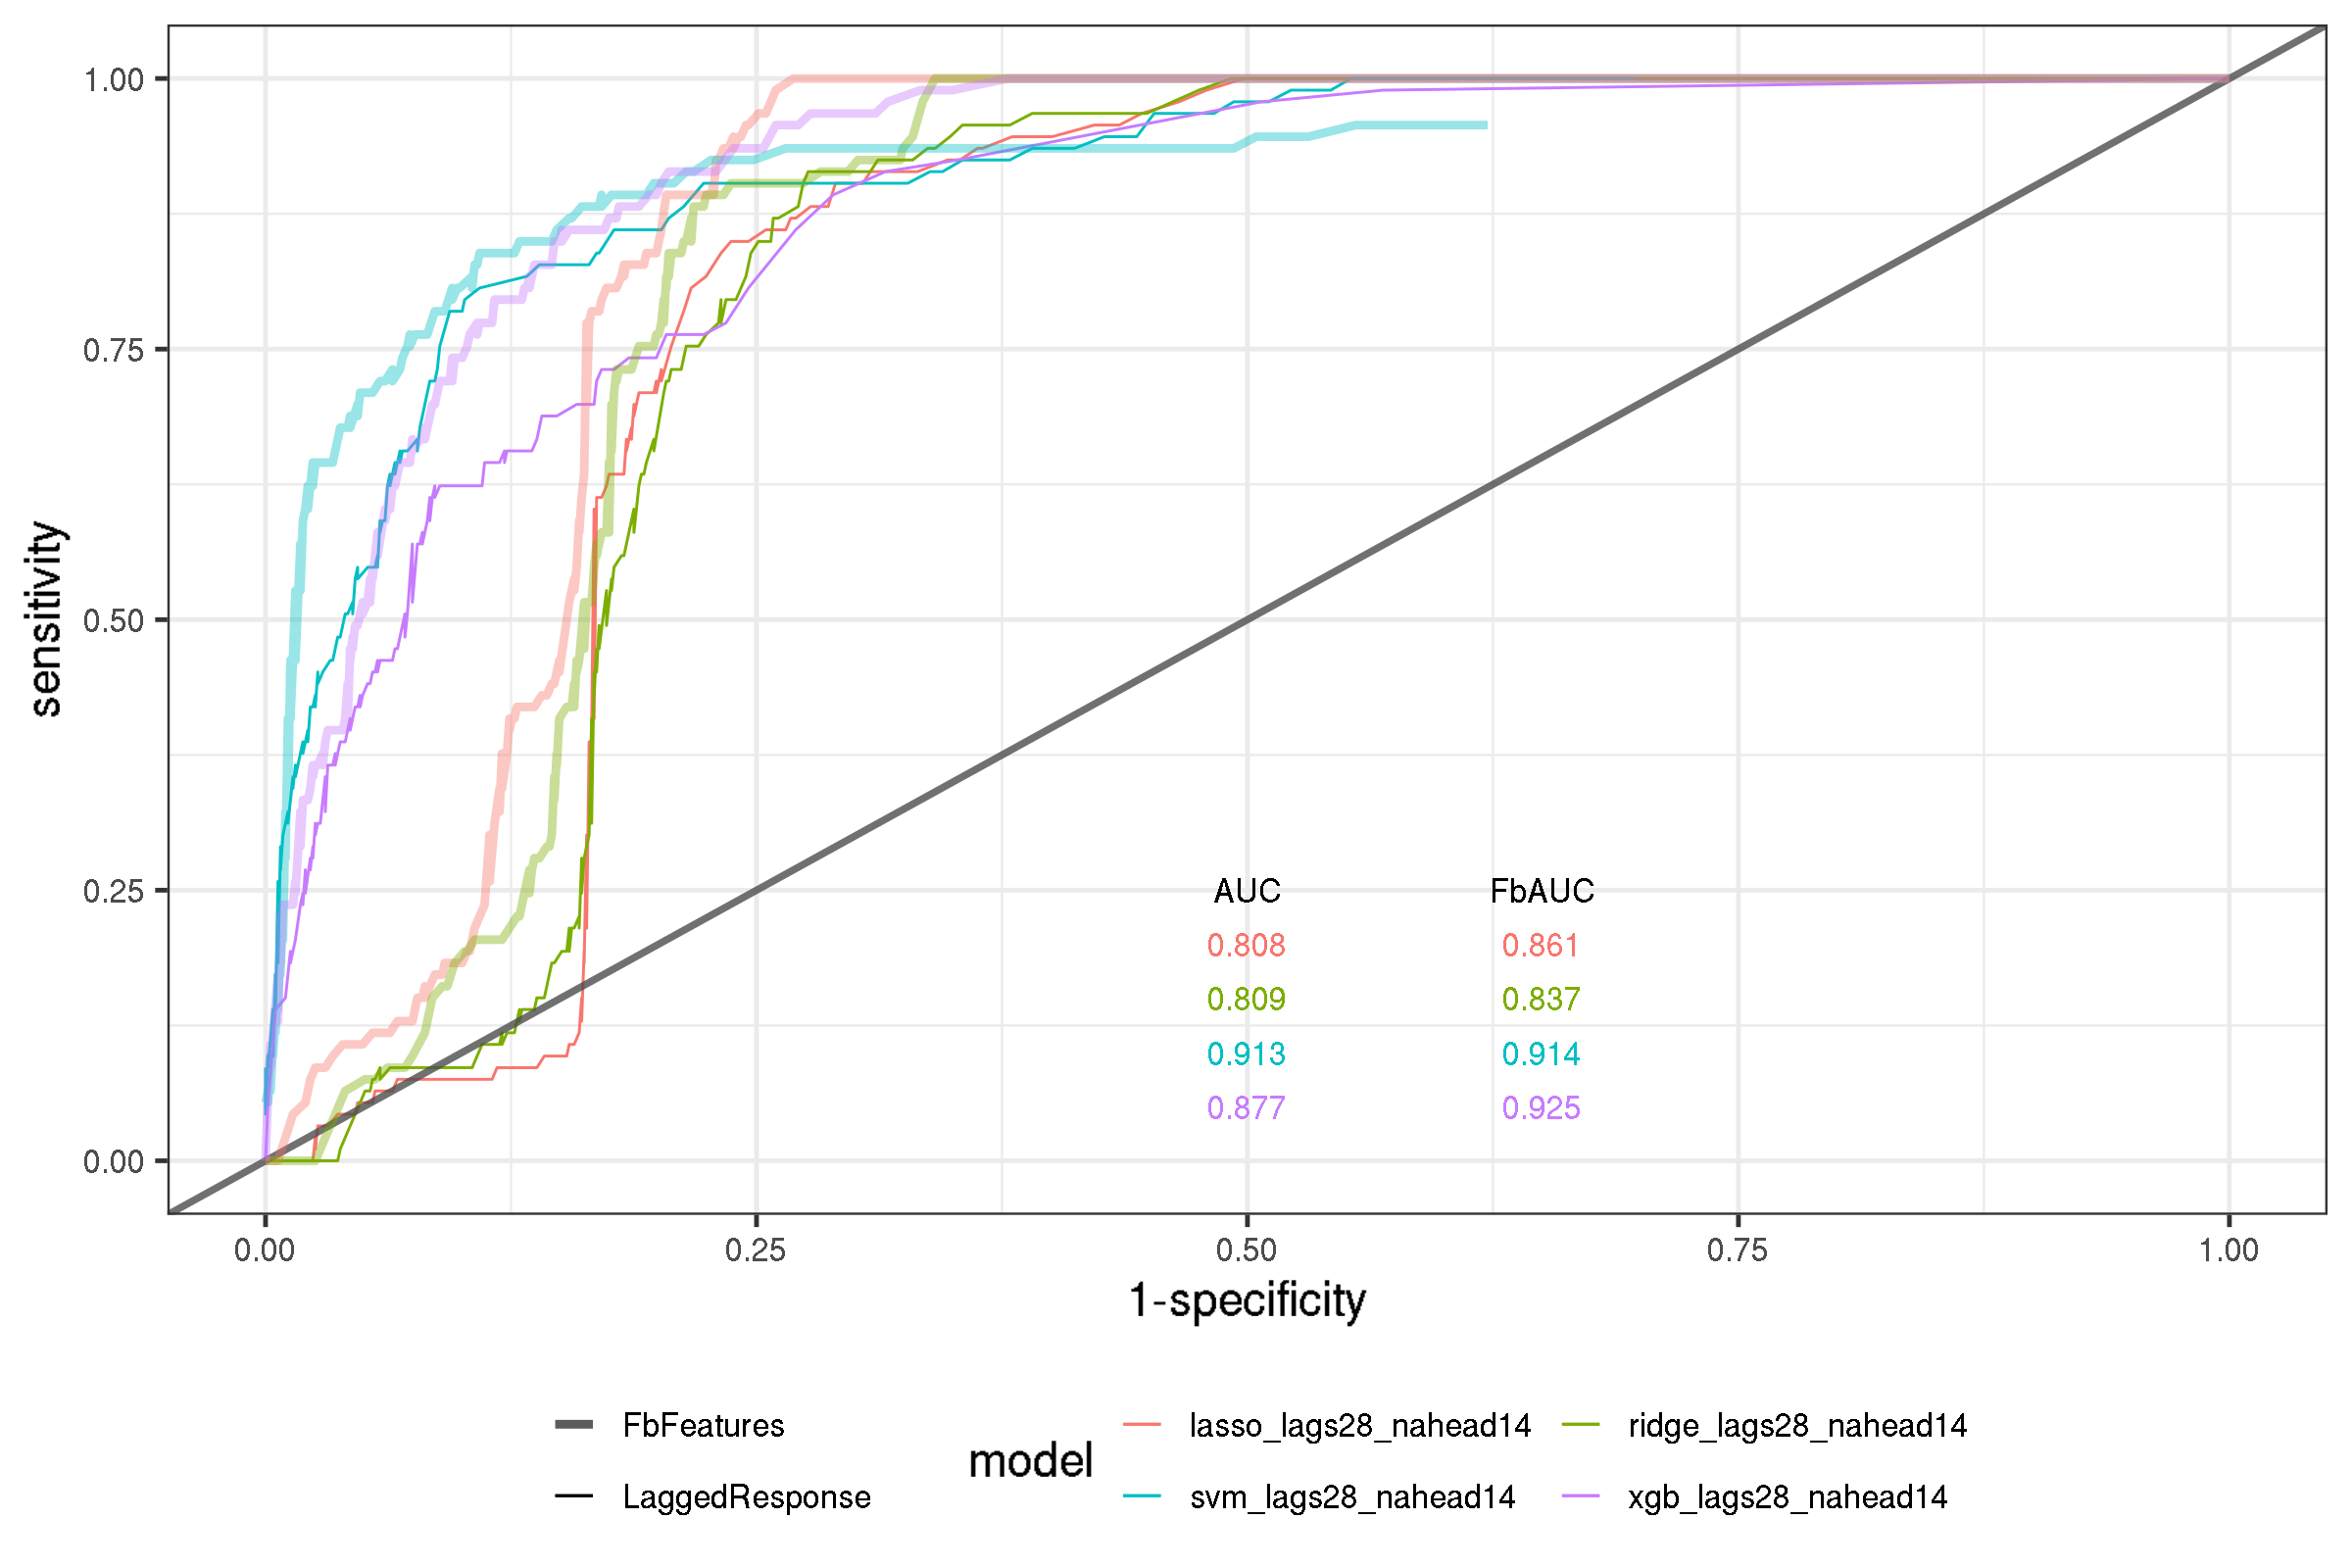 1.00
0.75
0.50
0.25
0.00
sensitivity
AUC FbAUC
0.808 0.861
0.809 0.837
0.913 0.914
0.877 0.925
0.00 0.25 0.50 0.75 1.00
1-specificity
FbFeatures
LaggedResponse
model
lasso_lags28_nahead14 ridge_lags28_nahead14
svm_lags28_nahead14 xgb_lags28_nahead14